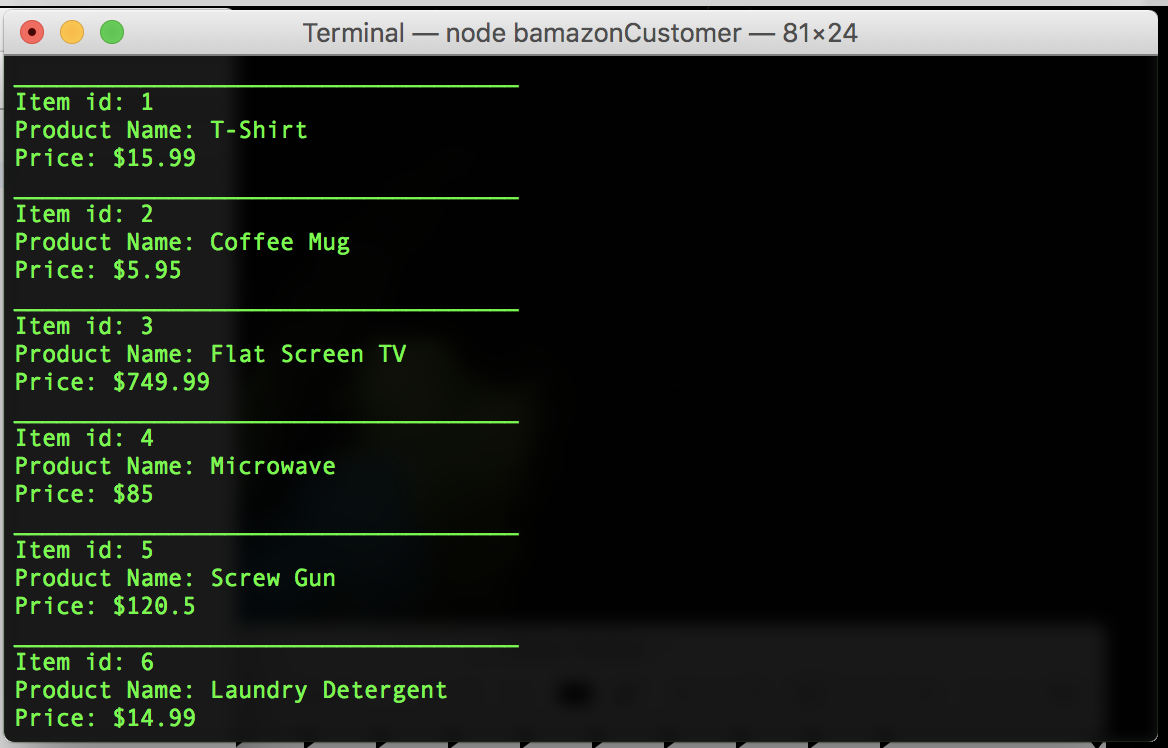 Terminal — node bamazonCustomer — 81×24
Item id: 1
Product Name: T-Shirt
Price: $15.99
Item id: 2
Product Name: Coffee Mug
Price: $5.95
Item id: 3
Product Name: Flat Screen TV
Price: $749.99
Item id: 4
Product Name: Microwave
Price: $85
Item id: 5
Product Name: Screw Gun
Price: $120.5
Item id: 6
Product Name: Laundry Detergent
Price: $14.99